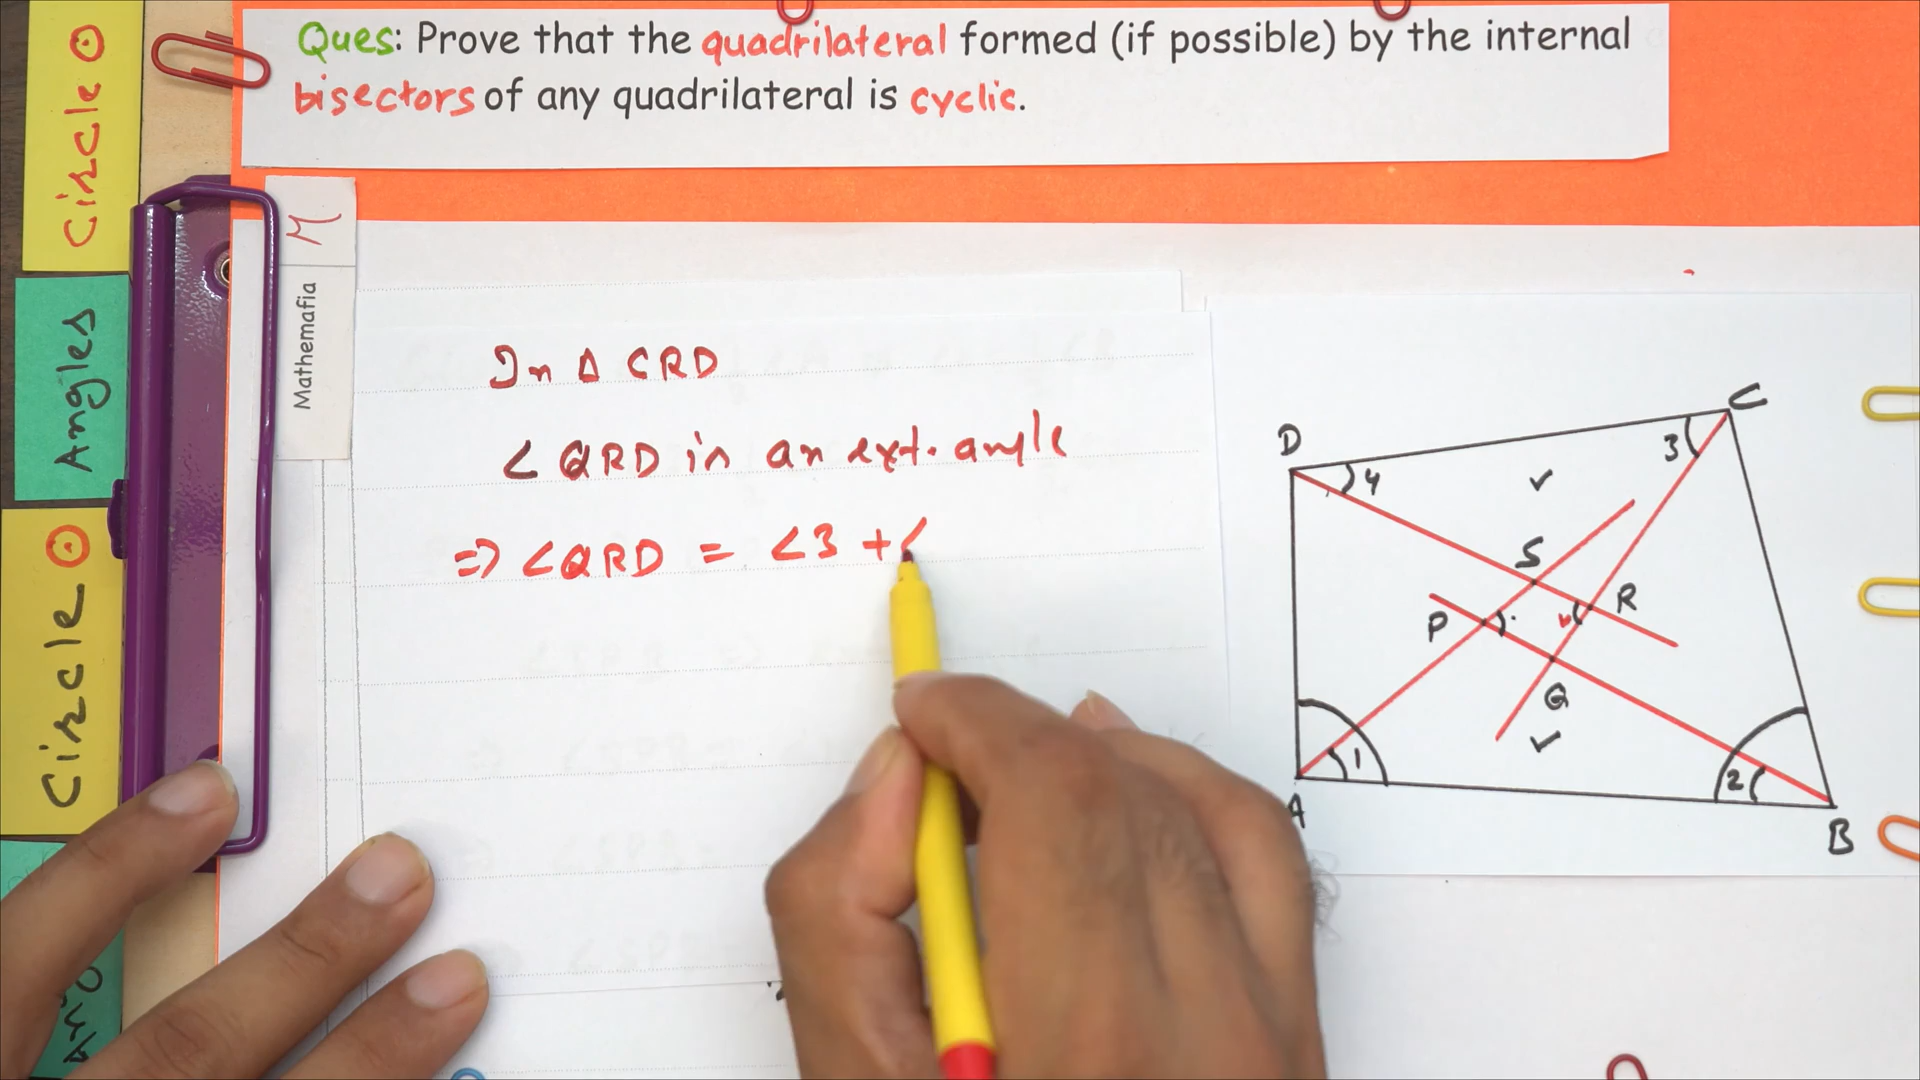 Ques: Prove that the quadrilateral formed (if possible) by the internal
bisectors of any quadrilateral is cyclic.
Circle
Angles
Circle
M
Mathemafia
In Δ CRD
∠ QRD in an ext. angle
=> ∠QRD = ∠3 + ∠
D
C
4
3
S
R
P
Q
1
2
A
B